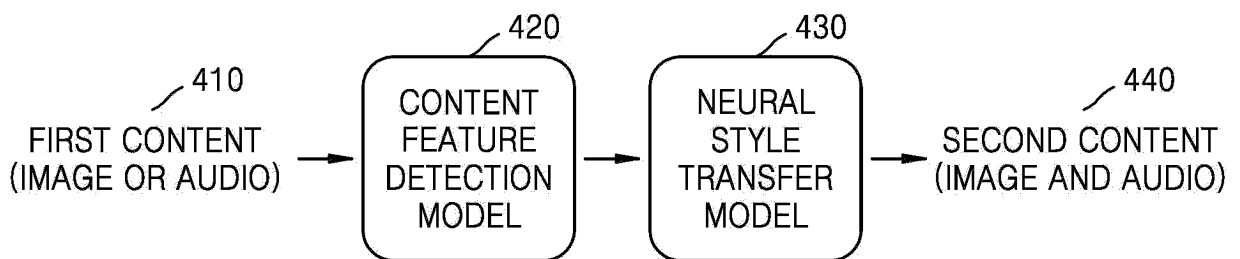 410
FIRST CONTENT
(IMAGE OR AUDIO)
420
CONTENT
FEATURE
DETECTION
MODEL
430
NEURAL
STYLE
TRANSFER
MODEL
440
SECOND CONTENT
(IMAGE AND AUDIO)